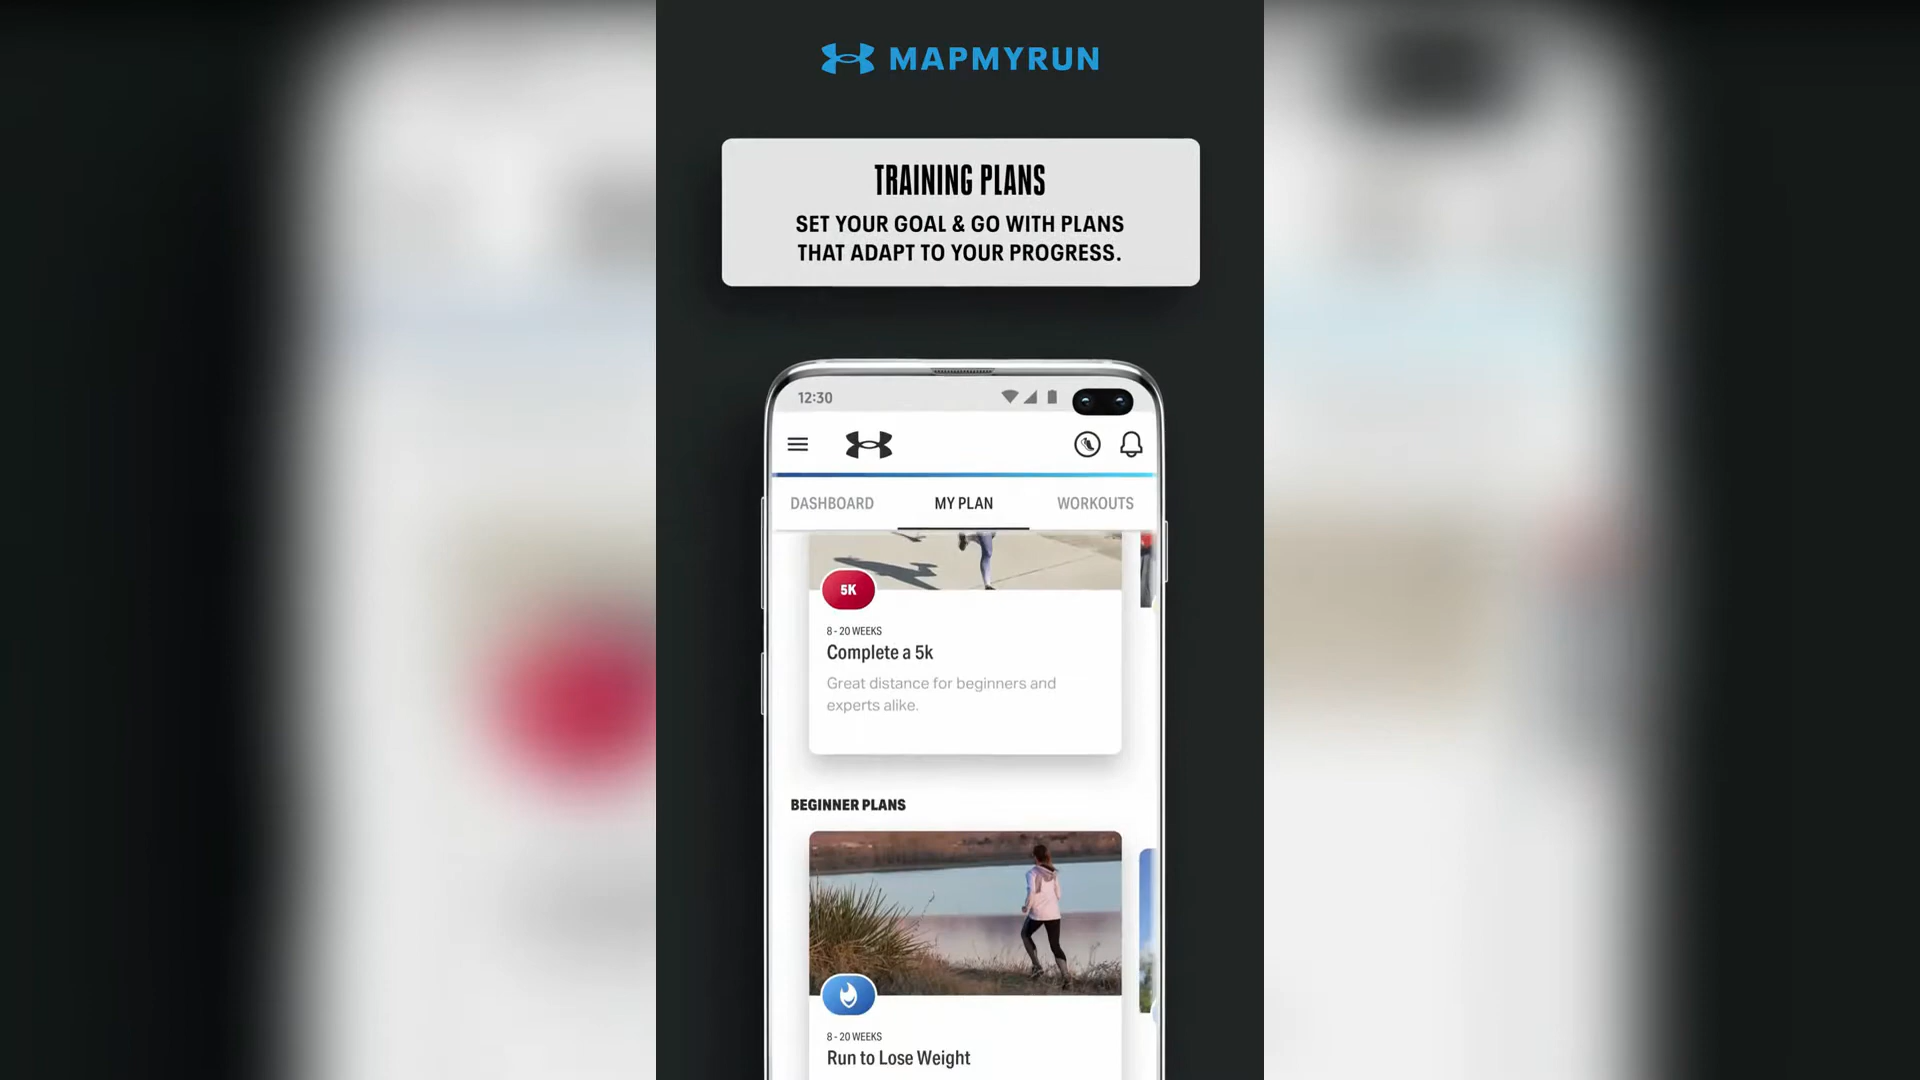 MAPMYRUN
TRAINING PLANS
SET YOUR GOAL & GO WITH PLANS
THAT ADAPT TO YOUR PROGRESS.
12:30
DASHBOARD MY PLAN WORKOUTS
5K
8 - 20 WEEKS
Complete a 5k
Great distance for beginners and
experts alike.
BEGINNER PLANS
8 - 20 WEEKS
Run to Lose Weight